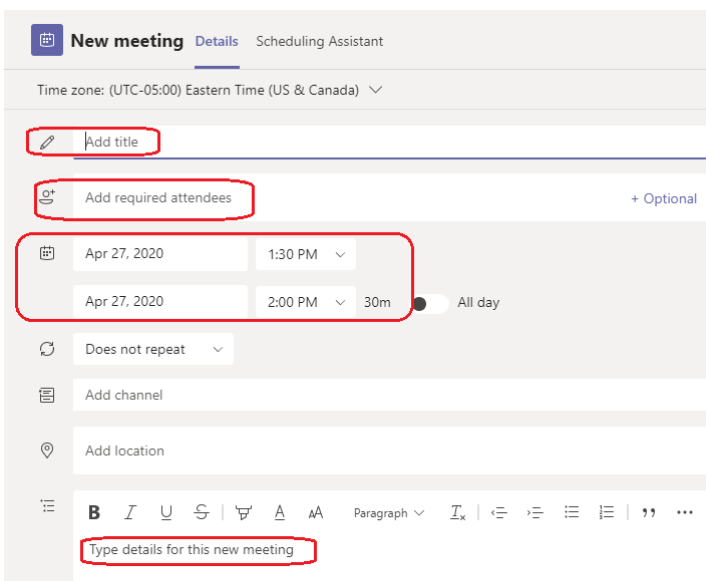 New meeting Details Scheduling Assistant
Time zone: (UTC-05:00) Eastern Time (US & Canada)
Add title
Add required attendees + Optional
Apr 27, 2020 1:30 PM
Apr 27, 2020 2:00 PM 30m All day
Does not repeat
Add channel
Add location
B I U S A AA Paragraph Tx
Type details for this new meeting